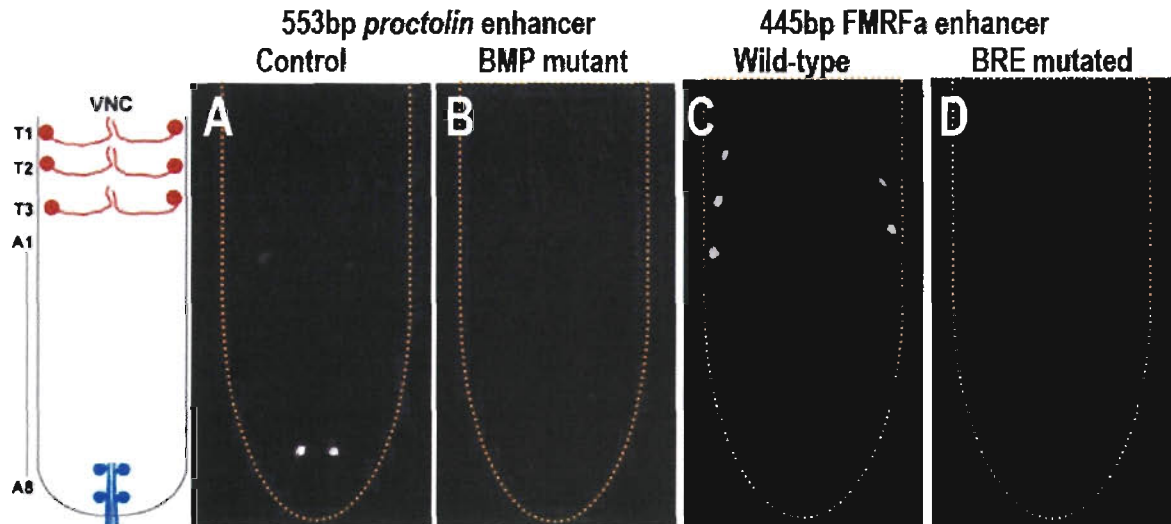 553bp proctolin enhancer
445bp FMRFa enhancer
Control
BMP mutant
Wild-type
BRE mutated
VNC
T1
T2
T3
A1
A8
A
B
C
D